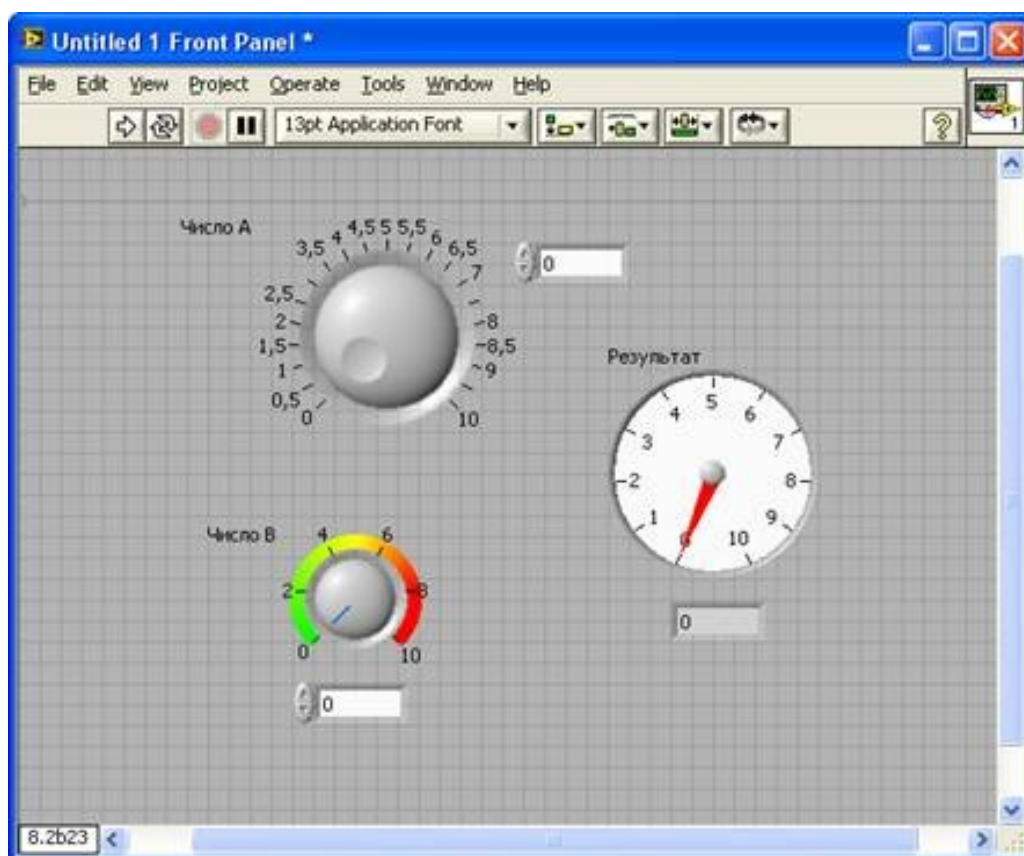 Untitled 1 Front Panel *
File Edit View Project Operate Tools Window Help
13pt Application Font
1
Число A
0 0,5 1 1,5 2 2,5 3,5 4 4,5 5 5,5 6 6,5 7 8 8,5 9 10
0
Результат
0 1 2 3 4 5 6 7 8 9 10
0
Число B
0 2 4 6 8 10
0
8.2b23